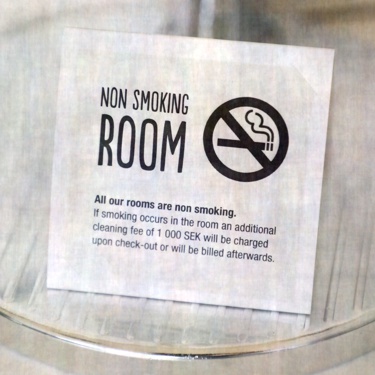 NON SMOKING
ROOM
All our rooms are non smoking.
If smoking occurs in the room an additional
cleaning fee of 1 000 SEK will be charged
upon check-out or will be billed afterwards.